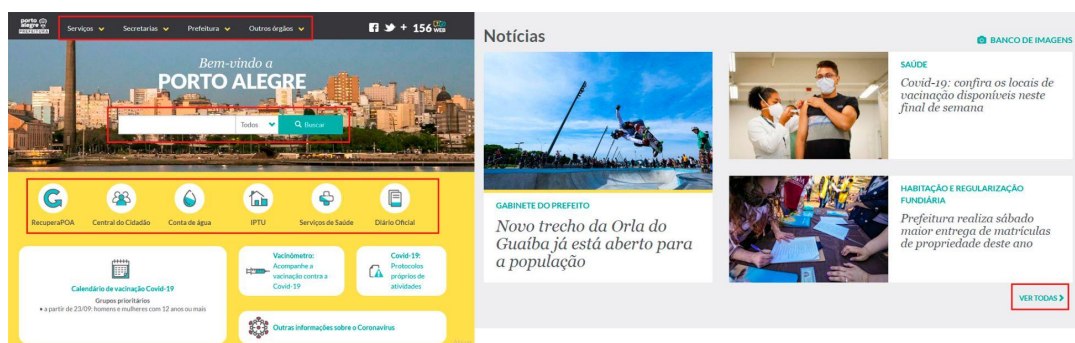 porto
alegre
PREFEITURA
Serviços
Secretarias
Prefeitura
Outros órgãos
+ 156 WEB
Bem-vindo a
PORTO ALEGRE
Todos
Buscar
RecuperaPOA
Central do Cidadão
Conta de água
IPTU
Serviços de Saúde
Diário Oficial
Calendário de vacinação Covid-19
Grupos prioritários
• a partir de 23/09: homens e mulheres com 12 anos ou mais
Vacinômetro:
Acompanhe a
vacinação contra a
Covid-19
Covid-19:
Protocolos
próprios de
atividades
Outras informações sobre o Coronavírus
Notícias
BANCO DE IMAGENS
GABINETE DO PREFEITO
Novo trecho da Orla do
Guaíba já está aberto para
a população
SAÚDE
Covid-19: confira os locais de
vacinação disponíveis neste
final de semana
HABITAÇÃO E REGULARIZAÇÃO
FUNDIÁRIA
Prefeitura realiza sábado
maior entrega de matrículas
de propriedade deste ano
VER TODAS